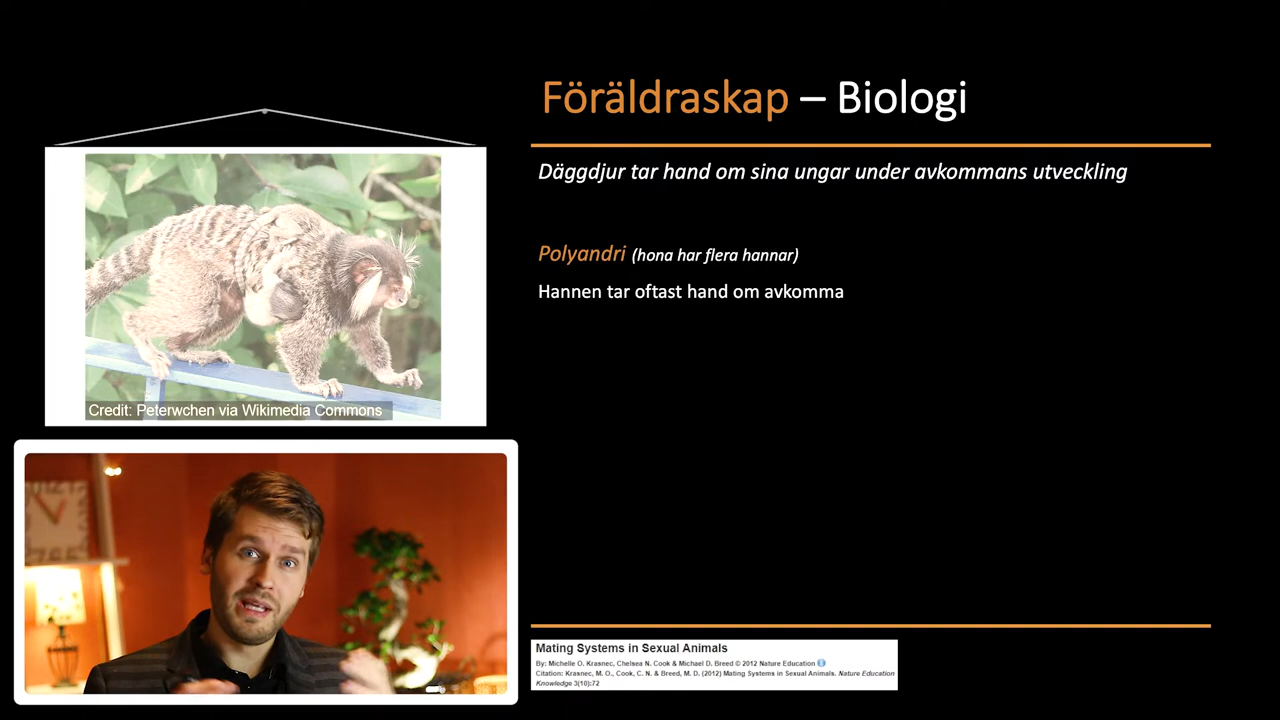 Föräldraskap – Biologi
Däggdjur tar hand om sina ungar under avkommans utveckling
Polyandri (hona har flera hannar)
Hannen tar oftast hand om avkomma
Credit: Peterwchen via Wikimedia Commons
Mating Systems in Sexual Animals
By: Michelle O. Krasnec, Chelsea N. Cook & Michael D. Breed © 2012 Nature Education
Citation: Krasnec, M. O., Cook, C. N. & Breed, M. D. (2012) Mating Systems in Sexual Animals. Nature Education
Knowledge 3(10):72